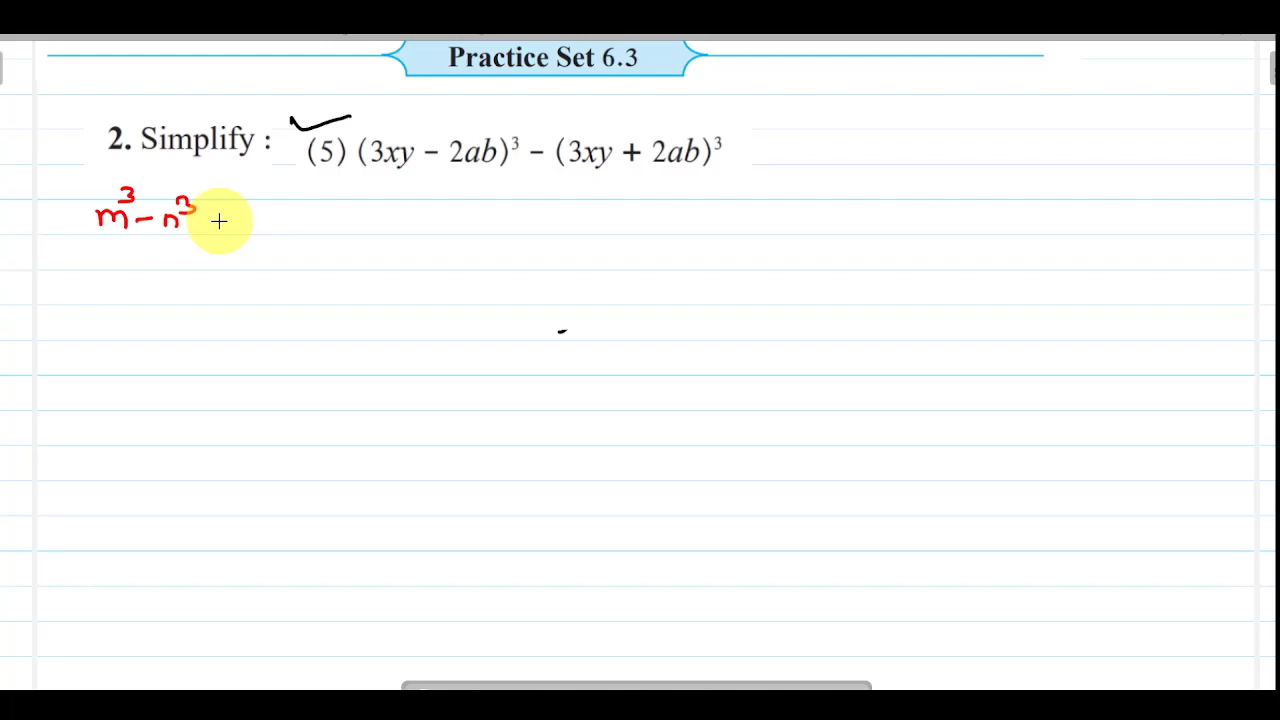 Practice Set 6.3
2. Simplify : (5) (3xy − 2ab)³ − (3xy + 2ab)³
m³ − n³